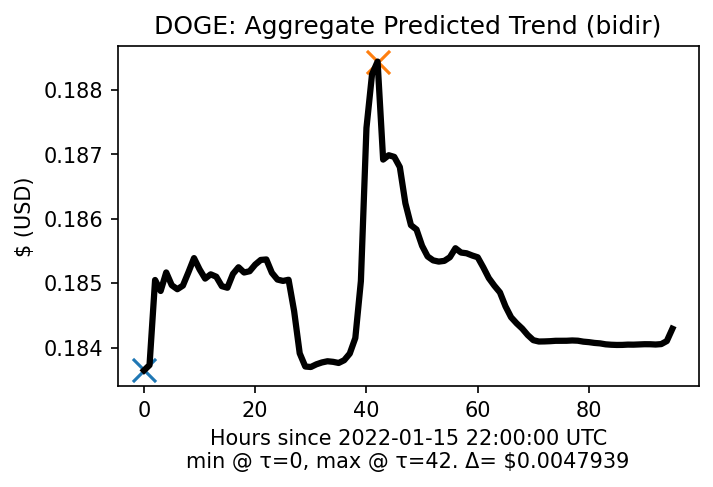 DOGE: Aggregate Predicted Trend (bidir)
$ (USD)
0.188
0.187
0.186
0.185
0.184
0 20 40 60 80
Hours since 2022-01-15 22:00:00 UTC
min @ τ=0, max @ τ=42. Δ= $0.0047939